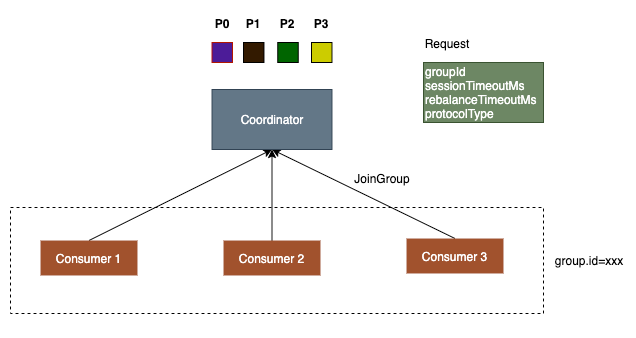 P0 P1 P2 P3
Request
groupId
sessionTimeoutMs
rebalanceTimeoutMs
protocolType
Coordinator
JoinGroup
Consumer 1
Consumer 2
Consumer 3
group.id=xxx